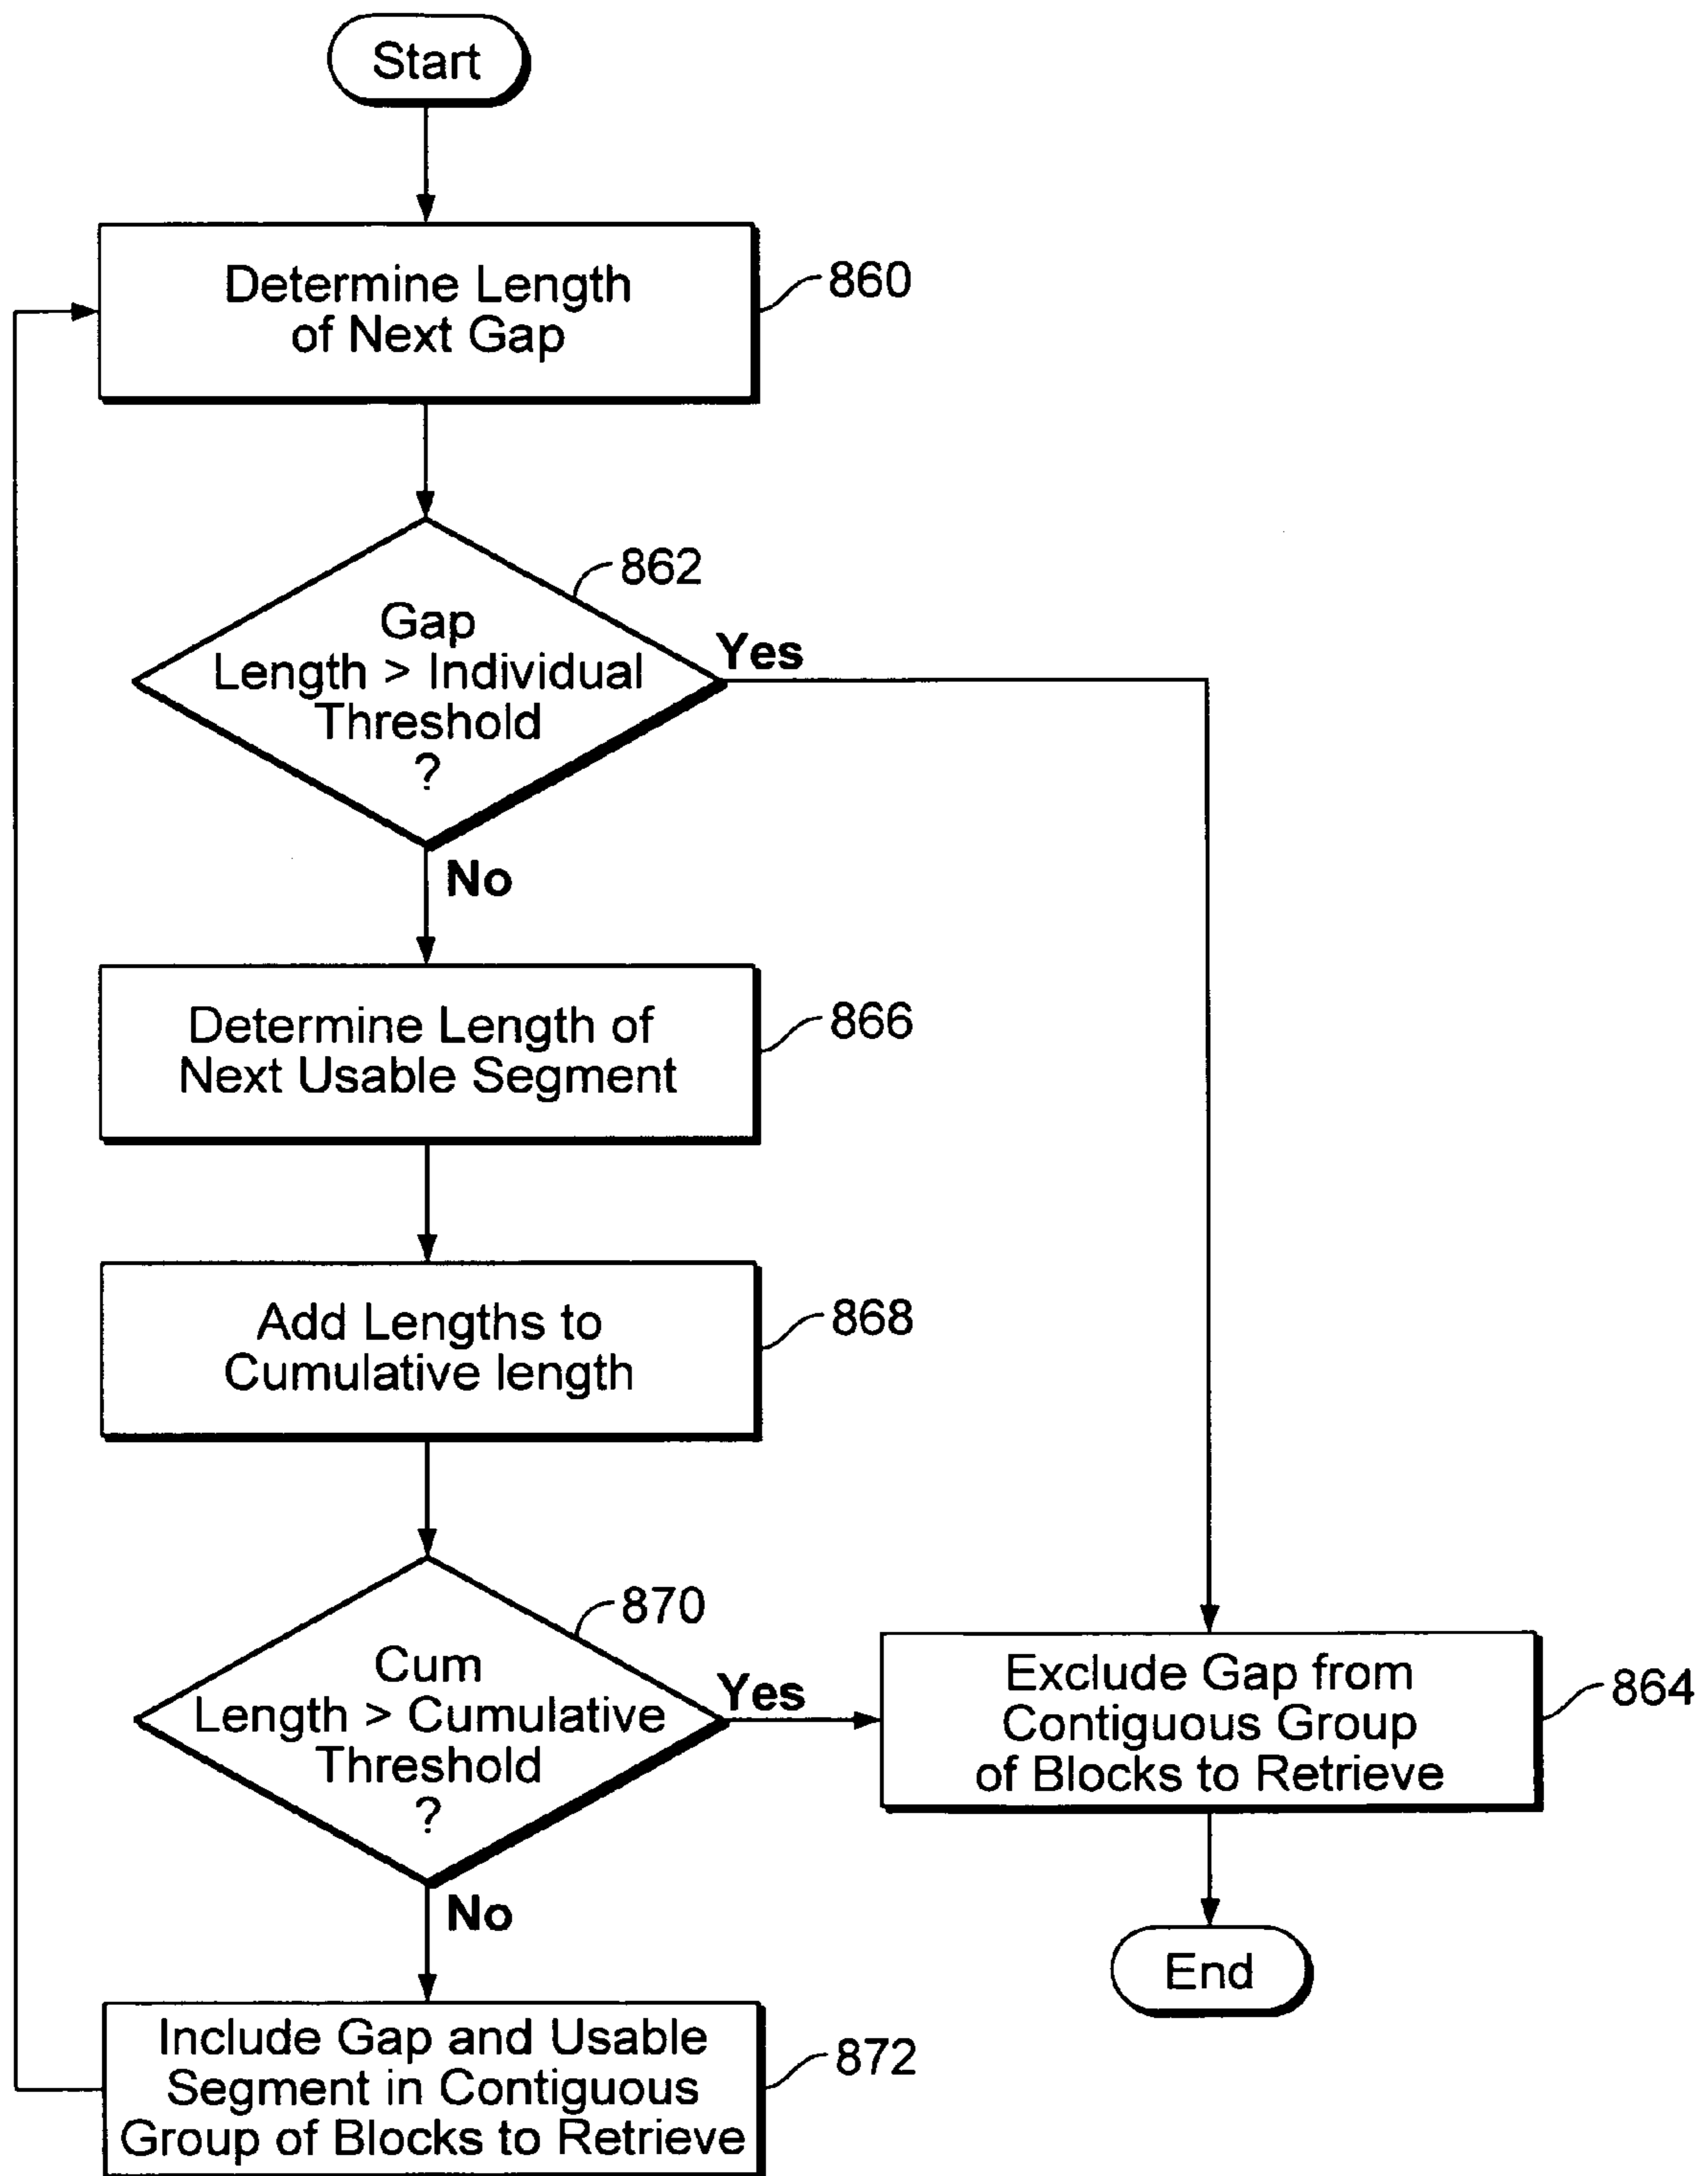 Start
Determine Length
of Next Gap
860
862
Gap
Length > Individual
Threshold
?
Yes
No
Determine Length of
Next Usable Segment
866
Add Lengths to
Cumulative length
868
870
Cum
Length > Cumulative
Threshold
?
Yes
Exclude Gap from
Contiguous Group
of Blocks to Retrieve
864
No
End
Include Gap and Usable
Segment in Contiguous
Group of Blocks to Retrieve
872